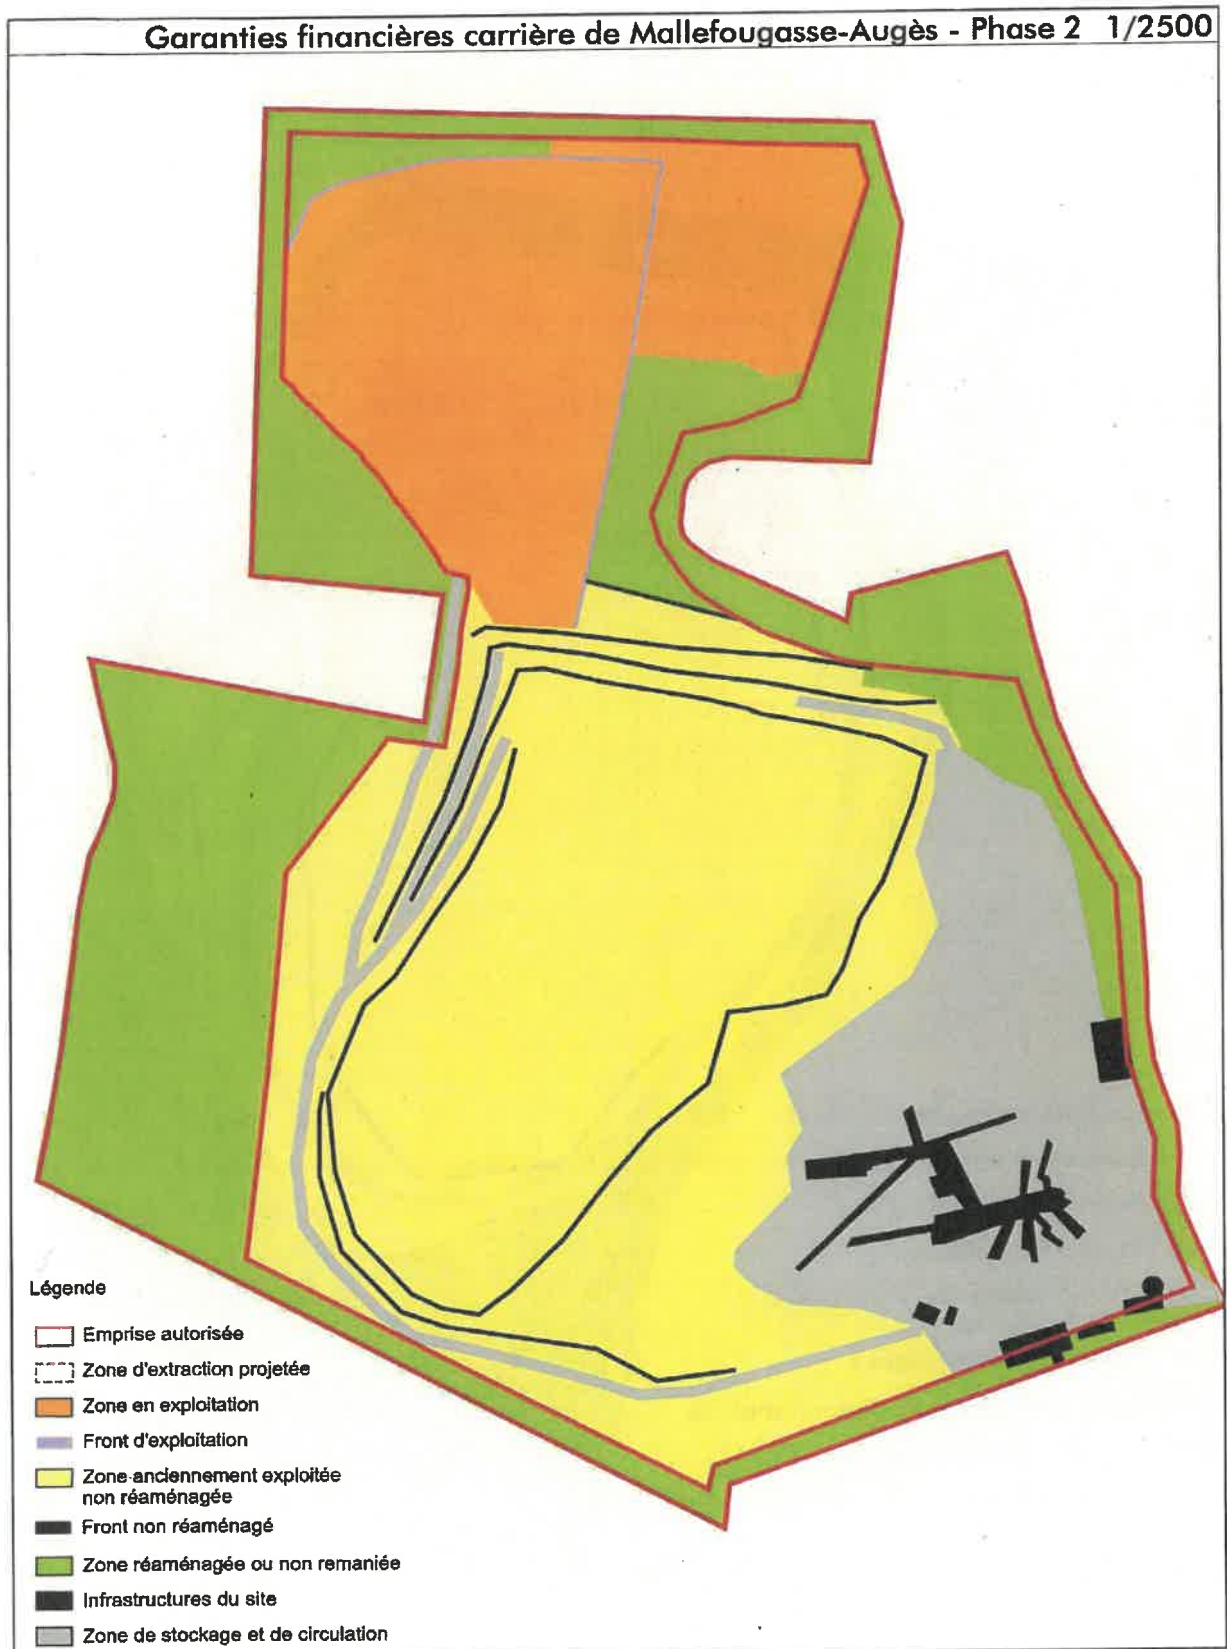 Garanties financières carrière de Mallefougasse-Augès - Phase 2 1/2500
Légende
Emprise autorisée
Zone d'extraction projetée
Zone en exploitation
Front d'exploitation
Zone anciennement exploitée
non réaménagée
Front non réaménagé
Zone réaménagée ou non remaniée
Infrastructures du site
Zone de stockage et de circulation